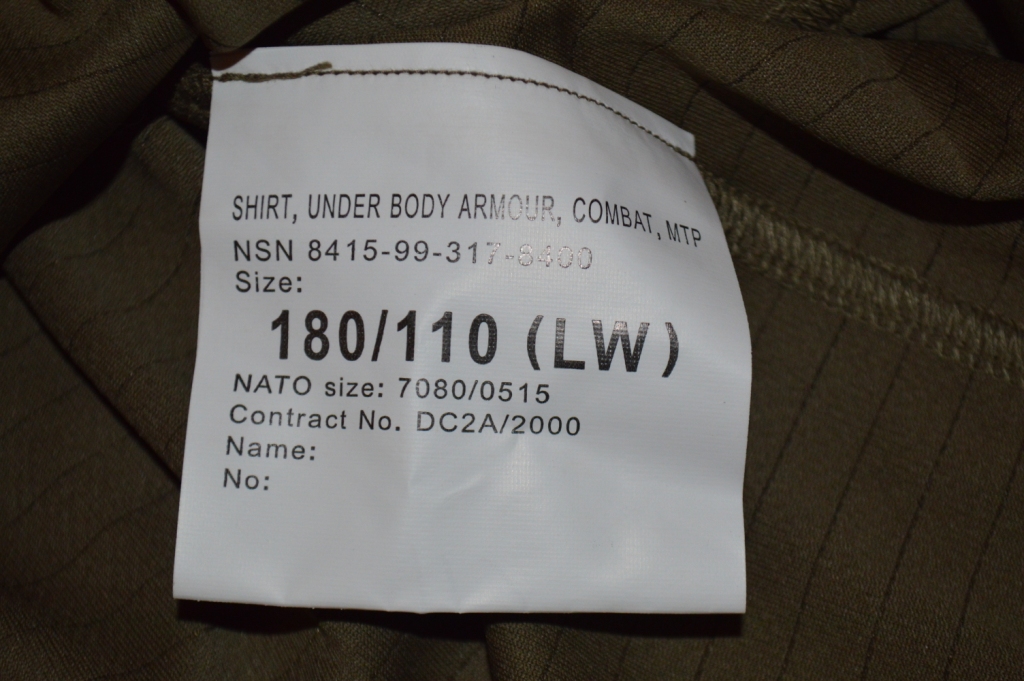 SHIRT, UNDER BODY ARMOUR, COMBAT, MTP
NSN 8415-99-317-8400
Size:
180/110 (LW)
NATO size: 7080/0515
Contract No. DC2A/2000
Name:
No: